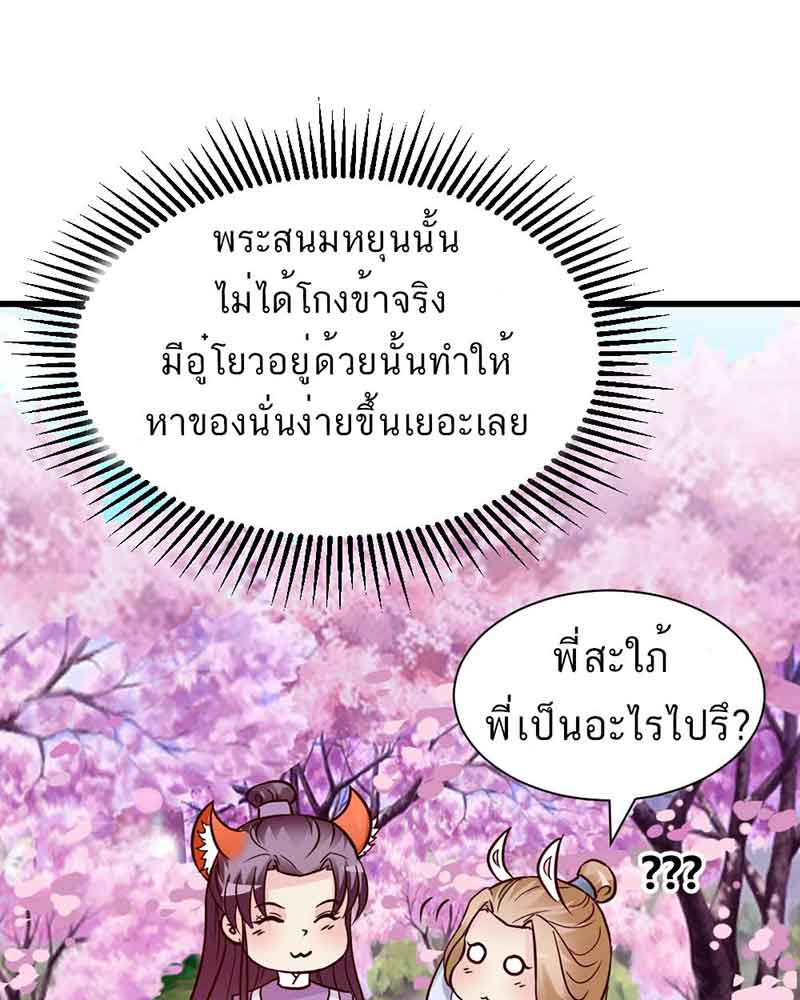 พระสนมหยุนนั้น
ไม่ได้โกงข้าจริง
มีอู๋โยวอยู่ด้วยนั้นทำให้
หาของนั่นง่ายขึ้นเยอะเลย
พี่สะใภ้
พี่เป็นอะไรไปรึ?
???